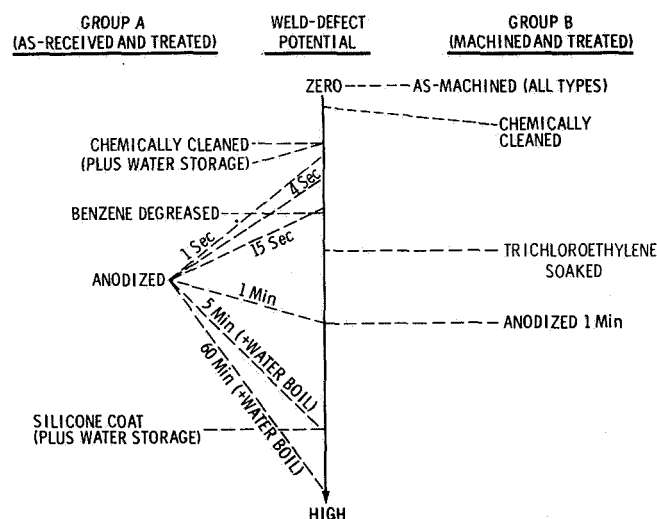 GROUP A
(AS-RECEIVED AND TREATED)
WELD-DEFECT
POTENTIAL
GROUP B
(MACHINED AND TREATED)
ZERO
AS-MACHINED (ALL TYPES)
CHEMICALLY
CLEANED
CHEMICALLY CLEANED
(PLUS WATER STORAGE)
4 Sec
BENZENE DEGREASED
1 Sec
15 Sec
TRICHLOROETHYLENE
SOAKED
ANODIZED
1 Min
ANODIZED 1 Min
5 Min (+WATER BOIL)
60 Min (+WATER BOIL)
SILICONE COAT
(PLUS WATER STORAGE)
HIGH